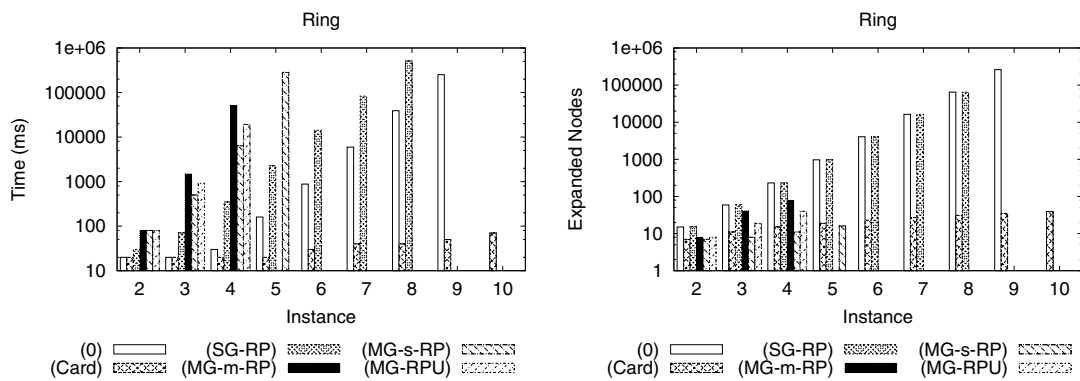 Ring
1e+06
100000
10000
1000
100
10
Time (ms)
2 3 4 5 6 7 8 9 10
Instance
(0) (SG-RP) (MG-s-RP)
(Card) (MG-m-RP) (MG-RPU)
Ring
1e+06
100000
10000
1000
100
10
1
Expanded Nodes
2 3 4 5 6 7 8 9 10
Instance
(0) (SG-RP) (MG-s-RP)
(Card) (MG-m-RP) (MG-RPU)